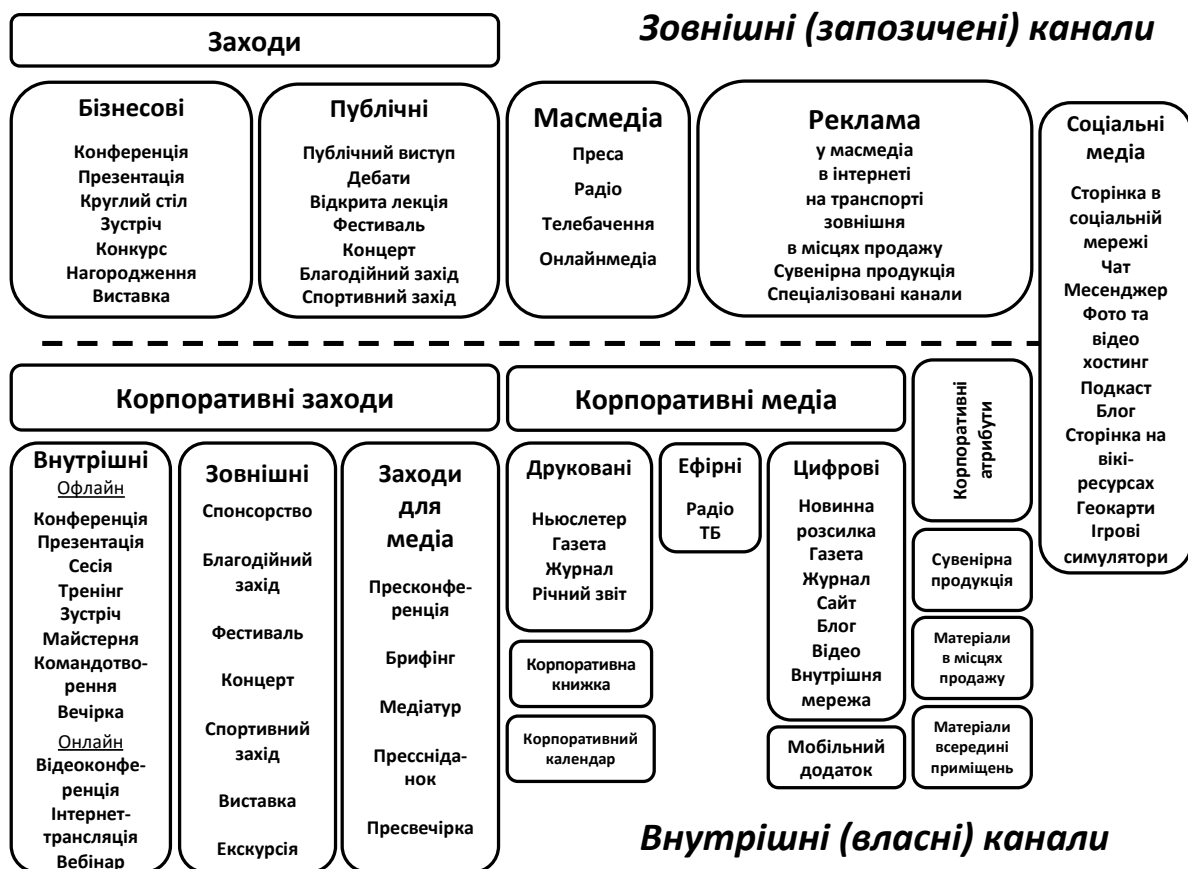 Зовнішні (запозичені) канали
Заходи
Бізнесові
Конференція
Презентація
Круглий стіл
Зустріч
Конкурс
Нагородження
Виставка
Публічні
Публічний виступ
Дебати
Відкрита лекція
Фестиваль
Концерт
Благодійний захід
Спортивний захід
Масмедіа
Преса
Радіо
Телебачення
Онлайнмедіа
Реклама
у масмедіа
в інтернеті
на транспорті
зовнішня
в місцях продажу
Сувенірна продукція
Спеціалізовані канали
Соціальні
медіа
Сторінка в
соціальній
мережі
Чат
Месенджер
Фото та
відео
хостинг
Подкаст
Блог
Сторінка на
вікі-
ресурсах
Геокарти
Ігрові
симулятори
Корпоративні заходи
Внутрішні
Офлайн
Конференція
Презентація
Сесія
Тренінг
Зустріч
Майстерня
Командотво-
рення
Вечірка
Онлайн
Відеоконфе-
ренція
Інтернет-
трансляція
Вебінар
Зовнішні
Спонсорство
Благодійний
захід
Фестиваль
Концерт
Спортивний
захід
Виставка
Екскурсія
Заходи
для
медіа
Пресконфе-
ренція
Брифінг
Медіатур
Прессніда-
нок
Пресвечірка
Корпоративні медіа
Друковані
Ньюслетер
Газета
Журнал
Річний звіт
Корпоративна
книжка
Корпоративний
календар
Ефірні
Радіо
ТБ
Цифрові
Новинна
розсилка
Газета
Журнал
Сайт
Блог
Відео
Внутрішня
мережа
Мобільний
додаток
Корпоративні
атрибути
Сувенірна
продукція
Матеріали
в місцях
продажу
Матеріали
всередині
приміщень
Внутрішні (власні) канали